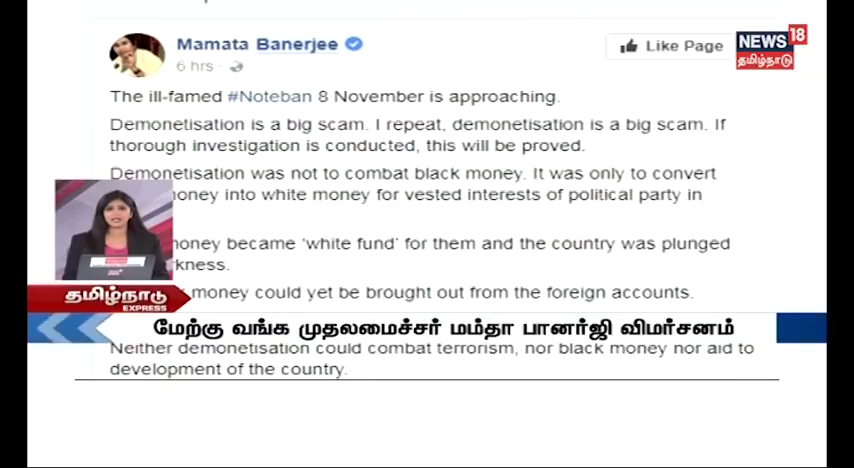 Mamata Banerjee
6 hrs
Like Page
NEWS 18
தமிழ்நாடு
The ill-famed #Noteban 8 November is approaching.
Demonetisation is a big scam. I repeat, demonetisation is a big scam. If
thorough investigation is conducted, this will be proved.
Demonetisation was not to combat black money. It was only to convert
money into white money for vested interests of political party in
money became ‘white fund’ for them and the country was plunged
money could yet be brought out from the foreign accounts.
தமிழ்நாடு
EXPRESS
மேற்கு வங்க முதலமைச்சர் மம்தா பானர்ஜி விமர்சனம்
Neither demonetisation could combat terrorism, nor black money nor aid to
development of the country.